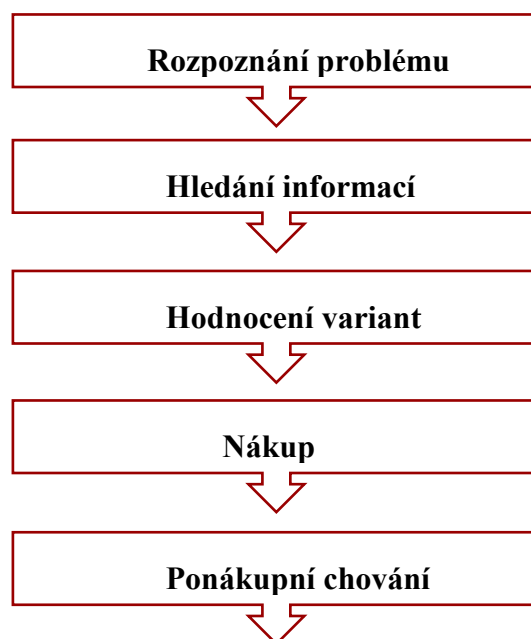 Rozpoznání problému
Hledání informací
Hodnocení variant
Nákup
Ponákupní chování